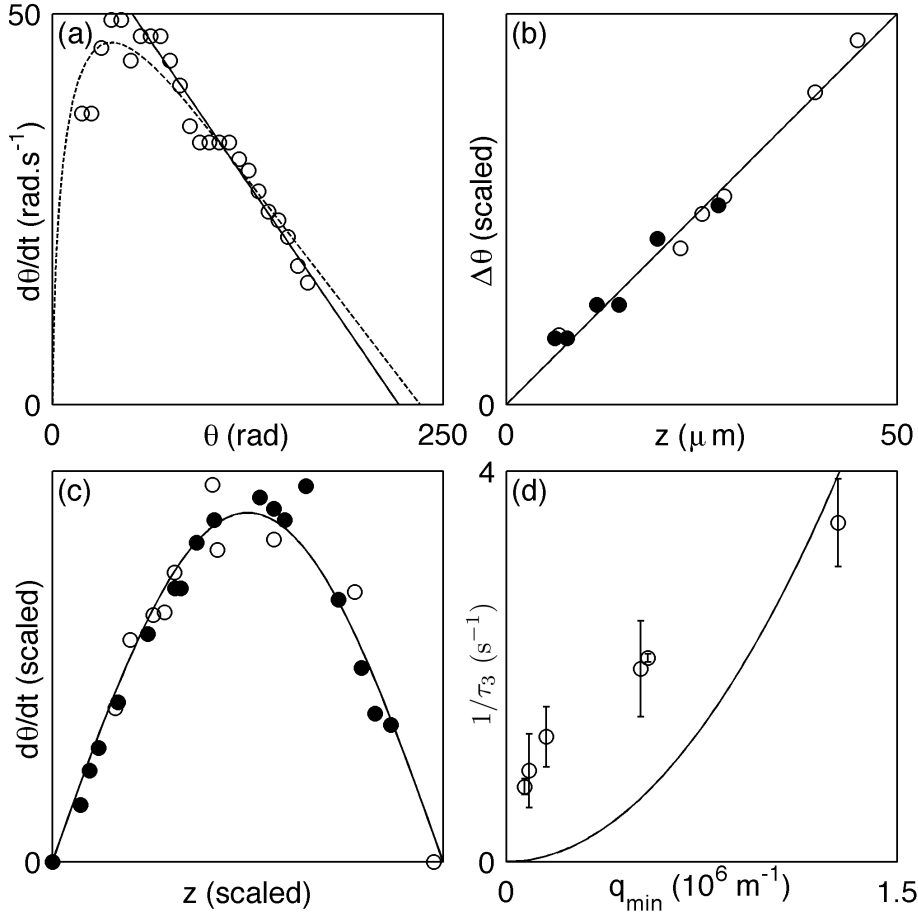 (a)
50
0
0
250
dθ/dt (rad.s⁻¹)
θ (rad)
(b)
0
0
50
Δθ (scaled)
z (μ m)
(c)
0
dθ/dt (scaled)
z (scaled)
(d)
4
0
0
1.5
1/τ₃ (s⁻¹)
q_min (10⁶ m⁻¹)